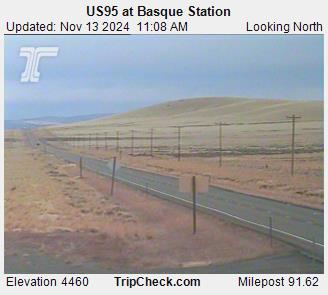 US95 at Basque Station
Updated: Nov 13 2024 11:08 AM Looking North
Elevation 4460 TripCheck.com Milepost 91.62